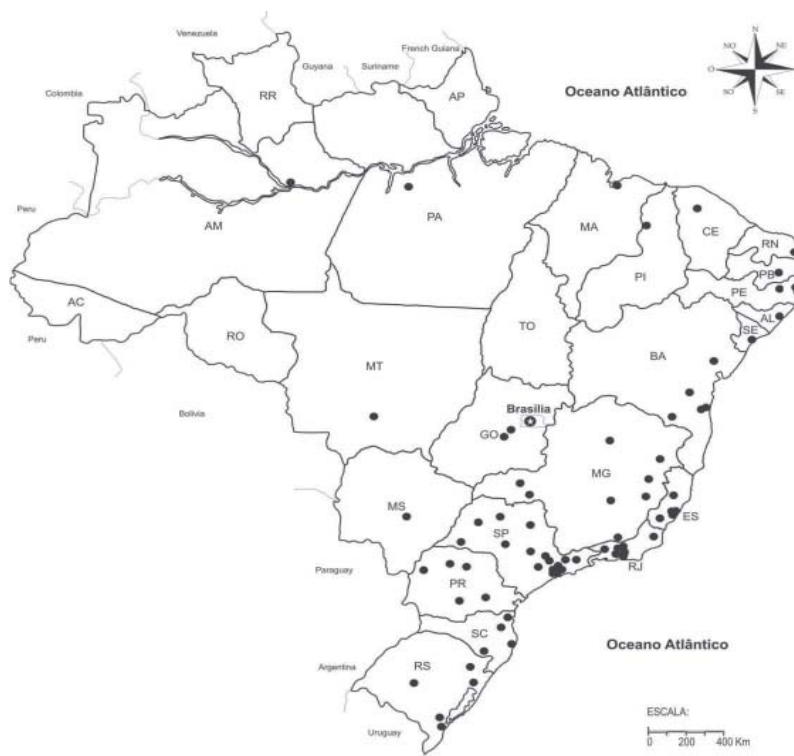 Venezuela
French Guiana
Guyana
Suriname
Colombia
RR
AP
Oceano Atlântico
N
NO
NE
O
SO
SE
S
Peru
AM
PA
MA
CE
RN
PB
PE
PI
AL
SE
AC
RO
TO
BA
Peru
MT
Bolívia
Brasília
GO
MG
MS
ES
SP
Paraguay
RJ
PR
SC
Oceano Atlântico
RS
Argentina
Uruguay
ESCALA:
0 200 400 Km